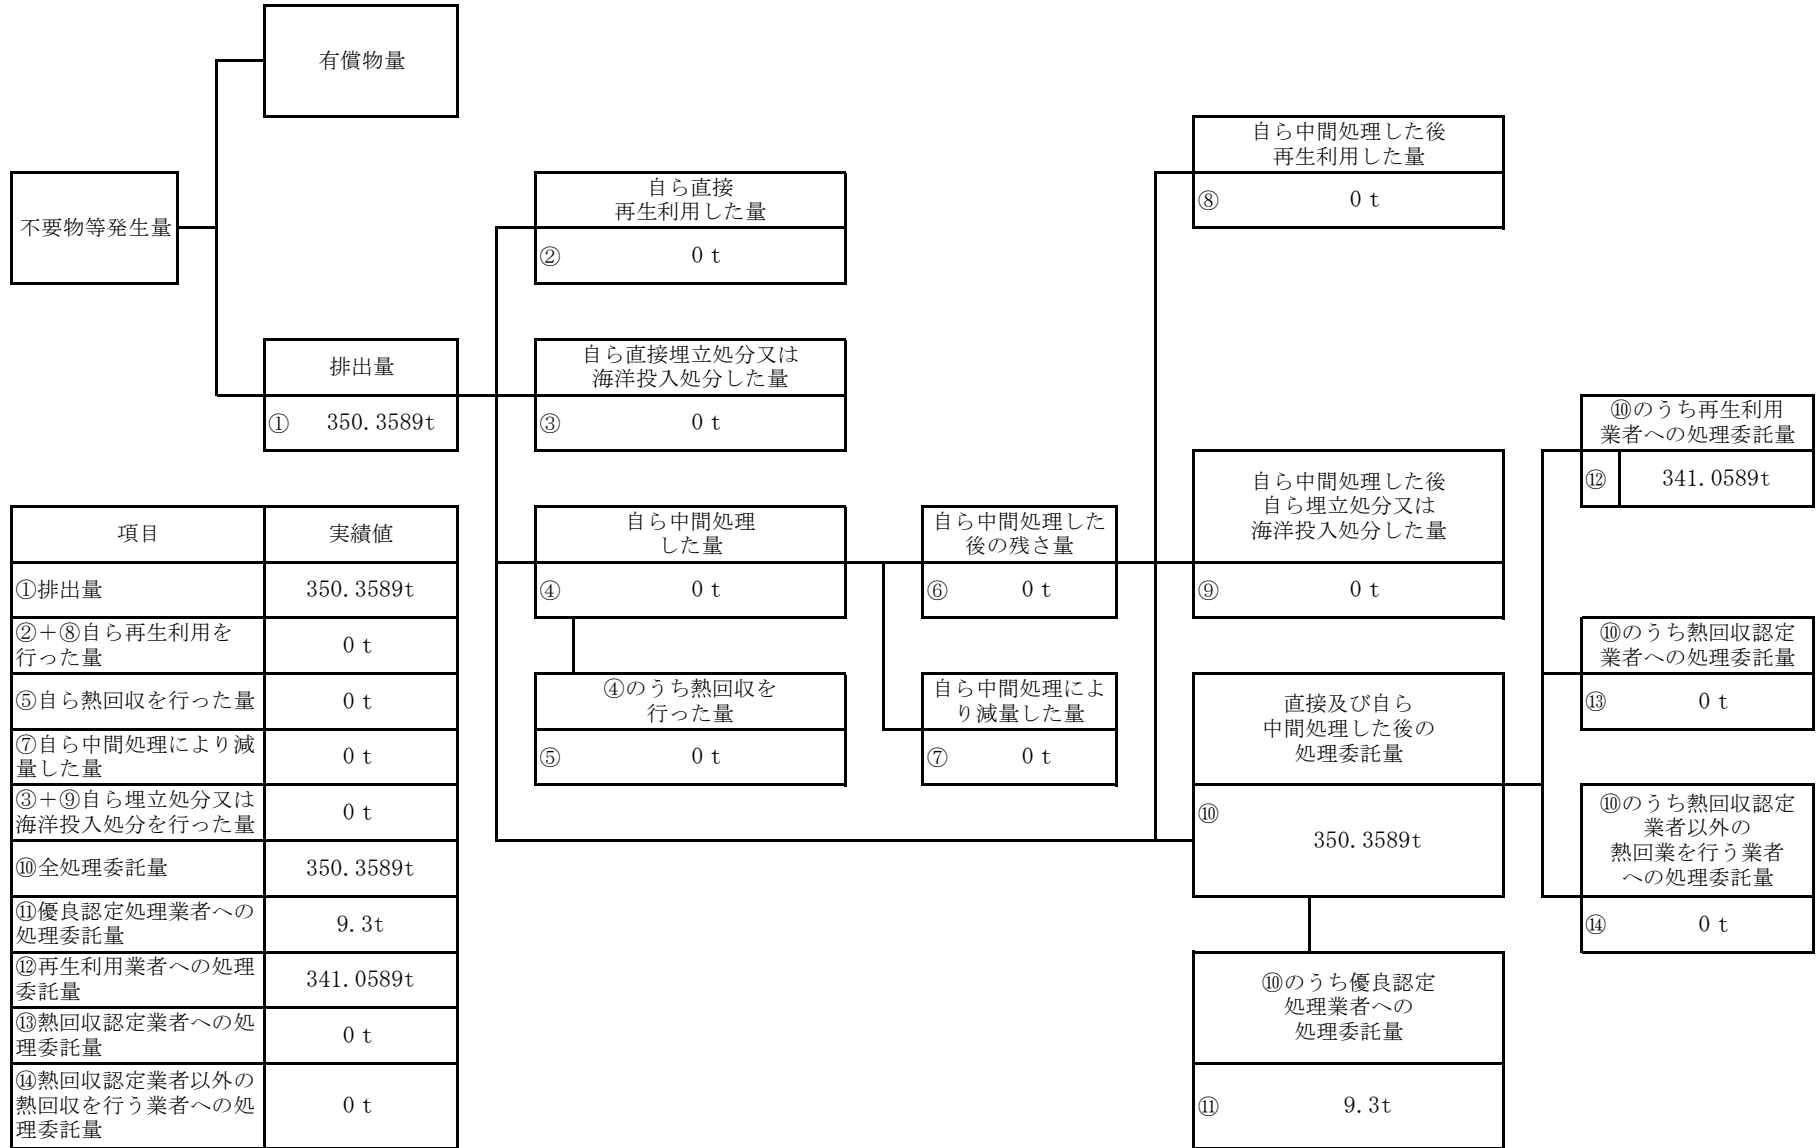 有償物量
不要物等発生量
排出量
①
350.3589t
自ら直接
再生利用した量
②
0 t
自ら直接埋立処分又は
海洋投入処分した量
③
0 t
自ら中間処理
した量
④
0 t
④のうち熱回収を
行った量
⑤
0 t
自ら中間処理した
後の残さ量
⑥
0 t
自ら中間処理によ
り減量した量
⑦
0 t
自ら中間処理した後
再生利用した量
⑧
0 t
自ら中間処理した後
自ら埋立処分又は
海洋投入処分した量
⑨
0 t
直接及び自ら
中間処理した後の
処理委託量
⑩
350.3589t
⑩のうち優良認定
処理業者への
処理委託量
⑪
9.3t
⑩のうち再生利用
業者への処理委託量
⑫
341.0589t
⑩のうち熱回収認定
業者への処理委託量
⑬
0 t
⑩のうち熱回収認定
業者以外の
熱回業を行う業者
への処理委託量
⑭
0 t
項目
実績値
①排出量
350.3589t
②＋⑧自ら再生利用を
行った量
0 t
⑤自ら熱回収を行った量
0 t
⑦自ら中間処理により減
量した量
0 t
③＋⑨自ら埋立処分又は
海洋投入処分を行った量
0 t
⑩全処理委託量
350.3589t
⑪優良認定処理業者への
処理委託量
9.3t
⑫再生利用業者への処理
委託量
341.0589t
⑬熱回収認定業者への処
理委託量
0 t
⑭熱回収認定業者以外の
熱回収を行う業者への処
理委託量
0 t